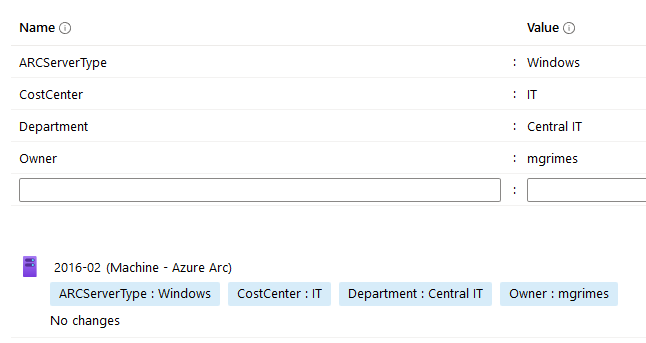 Name Value
ARCServerType : Windows
CostCenter : IT
Department : Central IT
Owner : mgrimes
:
2016-02 (Machine - Azure Arc)
ARCServerType : Windows CostCenter : IT Department : Central IT Owner : mgrimes
No changes